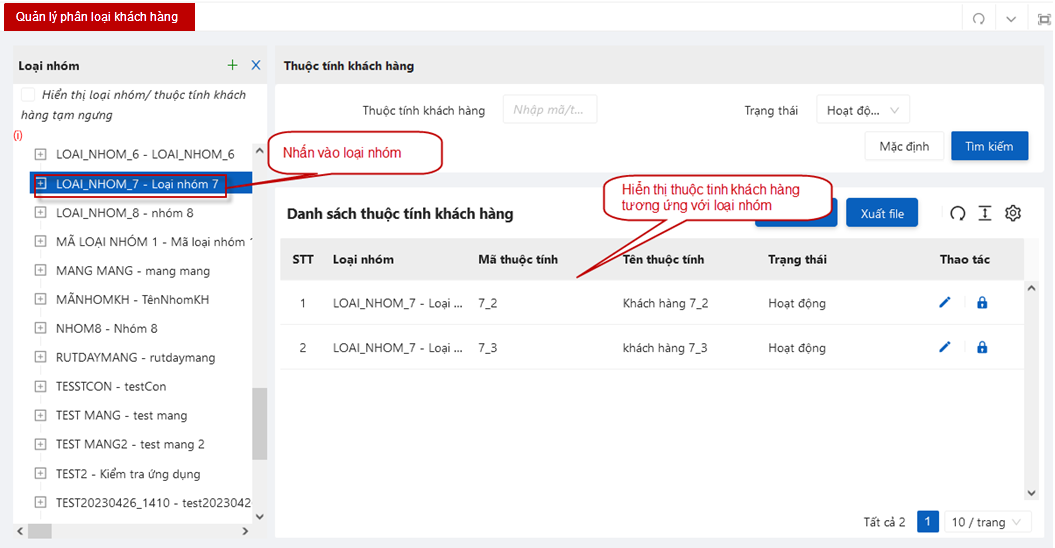 Quản lý phân loại khách hàng
Loại nhóm
Hiển thị loại nhóm/ thuộc tính khách
hàng tạm ngưng
(i)
LOAI_NHOM_6 - LOAI_NHOM_6
LOAI_NHOM_7 - Loại nhóm 7
LOAI_NHOM_8 - nhóm 8
MÃ LOẠI NHÓM 1 - Mã loại nhóm 1
MANG MANG - mang mang
MÃNHOMKH - TênNhomKH
NHOM8 - Nhóm 8
RUTDAYMANG - rutdaymang
TESSTCON - testCon
TEST MANG - test mang
TEST MANG2 - test mang 2
TEST2 - Kiểm tra ứng dụng
TEST20230426_1410 - test20230426
Nhấn vào loại nhóm
Thuộc tính khách hàng
Thuộc tính khách hàng
Nhập mã/t...
Trạng thái
Hoạt độ...
Mặc định
Tìm kiếm
Hiển thị thuộc tính khách hàng
tương ứng với loại nhóm
Danh sách thuộc tính khách hàng
Xuất file
STT Loại nhóm Mã thuộc tính Tên thuộc tính Trạng thái Thao tác
1 LOAI_NHOM_7 - Loại ... 7_2 Khách hàng 7_2 Hoạt động
2 LOAI_NHOM_7 - Loại ... 7_3 khách hàng 7_3 Hoạt động
Tất cả 2 1 10 / trang